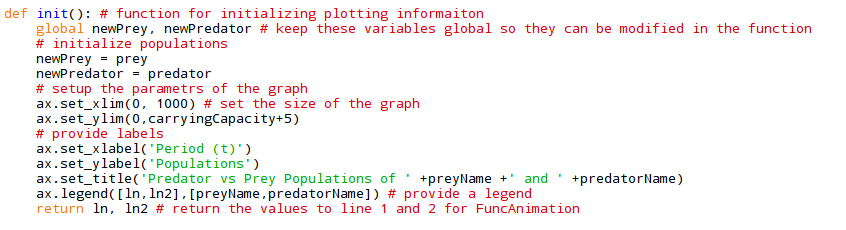 def init(): # function for initializing plotting informaiton
    global newPrey, newPredator # keep these variables global so they can be modified in the function
    # initialize populations
    newPrey = prey
    newPredator = predator
    # setup the parametrs of the graph
    ax.set_xlim(0, 1000) # set the size of the graph
    ax.set_ylim(0,carryingCapacity+5)
    # provide labels
    ax.set_xlabel('Period (t)')
    ax.set_ylabel('Populations')
    ax.set_title('Predator vs Prey Populations of ' +preyName +' and ' +predatorName)
    ax.legend([ln,ln2],[preyName,predatorName]) # provide a legend
    return ln, ln2 # return the values to line 1 and 2 for FuncAnimation